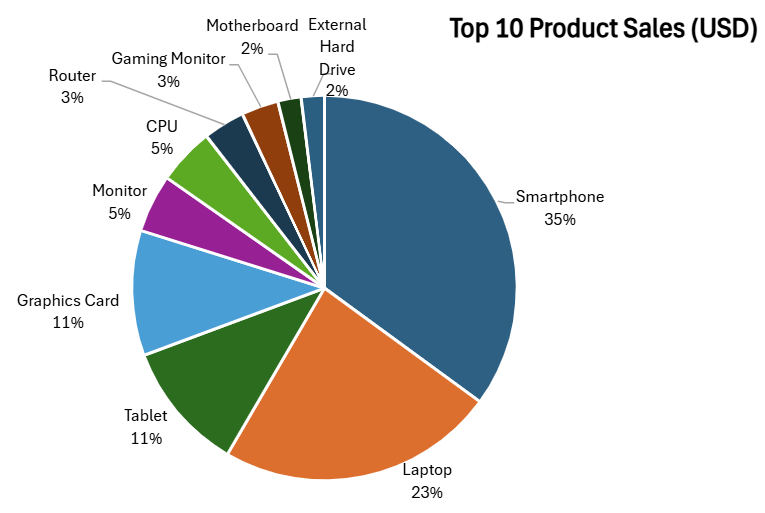 Top 10 Product Sales (USD)
External
Hard
Drive
2%
Smartphone
35%
Laptop
23%
Tablet
11%
Graphics Card
11%
Monitor
5%
CPU
5%
Router
3%
Gaming Monitor
3%
Motherboard
2%